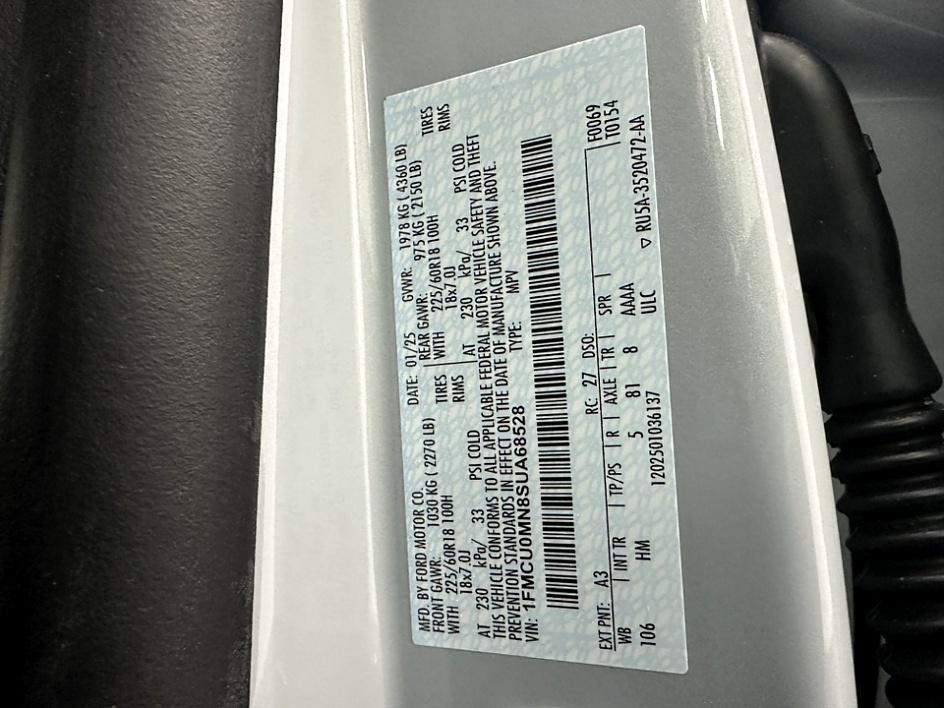 MFD. BY FORD MOTOR CO.
DATE: 01/25 GVWR: 1978 KG ( 4360 LB)
FRONT GAWR: 1030 KG ( 2270 LB) REAR GAWR: 975 KG ( 2150 LB)
WITH 225/60R18 100H TIRES WITH 225/60R18 100H TIRES
18x7.0J RIMS 18x7.0J RIMS
AT 230 kPa/ 33 PSI COLD AT 230 kPa/ 33 PSI COLD
THIS VEHICLE CONFORMS TO ALL APPLICABLE FEDERAL MOTOR VEHICLE SAFETY AND THEFT
PREVENTION STANDARDS IN EFFECT ON THE DATE OF MANUFACTURE SHOWN ABOVE.
VIN: 1FMCU0MN8SUA68528 TYPE: MPV
EXT PNT: A3 RC: 27 DSO: F0069
WB INT TR TP/PS R AXLE TR SPR T0154
106 HM 5 81 8 AAAA
120250103613​7 ULC ▽ RU5A-3520472-AA